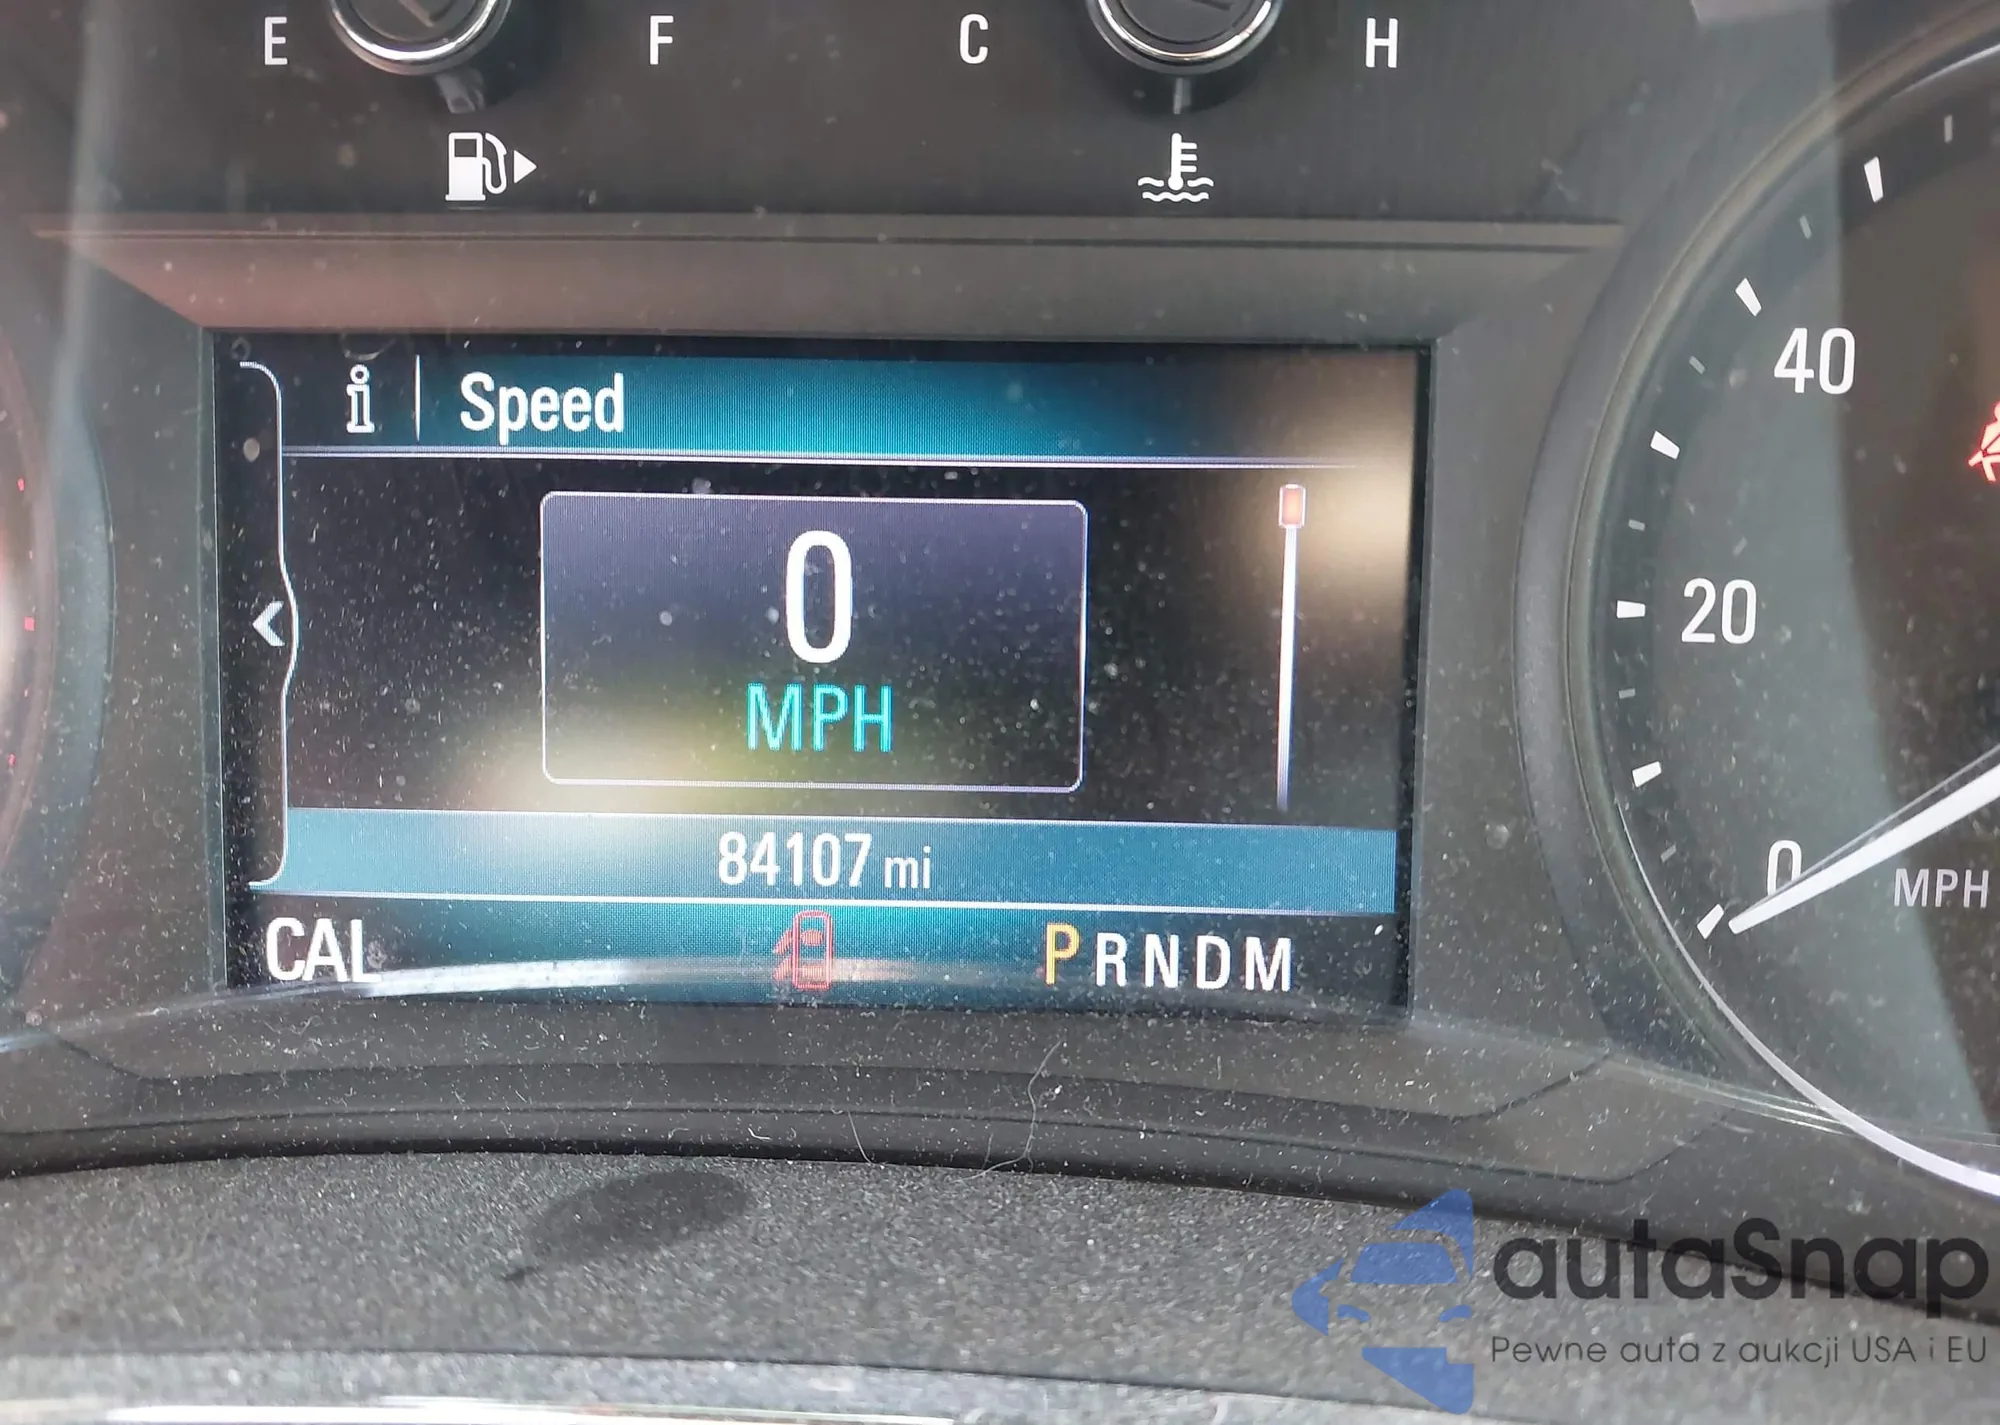 E F C H
Speed
40
0
20
MPH
84107 mi
0
MPH
CAL
PRNDM
autaSnap
Pewne auta z aukcji USA i EU